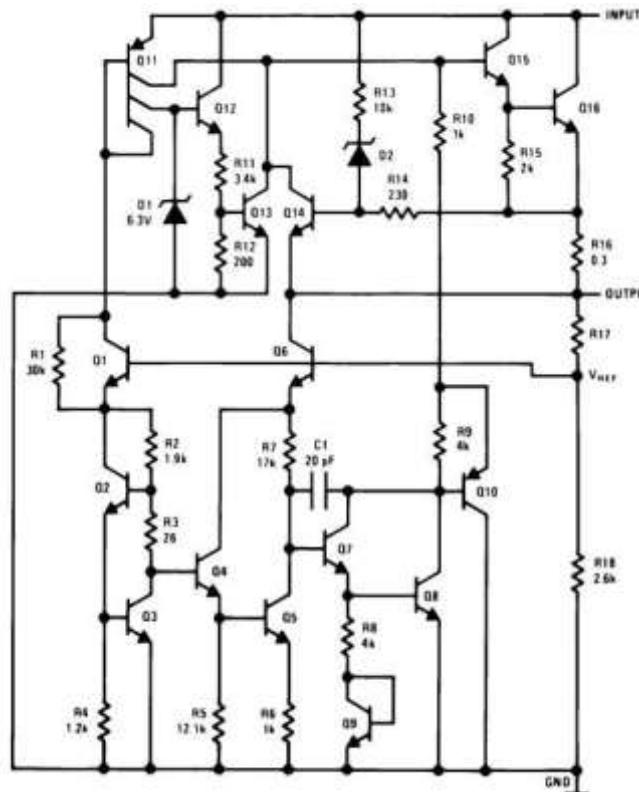 INPUT
Q11
Q15
Q12
R13
10k
Q16
R10
1k
D2
R11
3.4k
R15
2k
R14
230
D1
6.3V
Q13
Q14
R12
200
R16
0.3
OUTPUT
R17
R1
30k
Q1
Q6
VREF
R2
1.9k
R7
17k
C1
20 pF
R9
4k
Q2
Q10
R3
26
Q7
Q4
Q8
R18
2.6k
Q3
Q5
R8
4k
R4
1.2k
R5
12.1k
R6
1k
Q9
GND